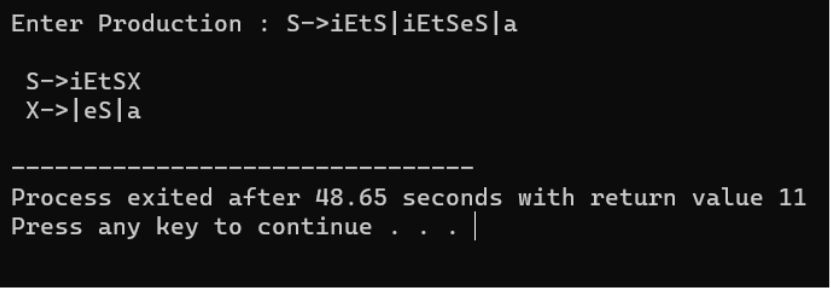 Enter Production : S->iEtS|iEtSeS|a
S->iEtSX
X->|eS|a
--------------------------------
Process exited after 48.65 seconds with return value 11
Press any key to continue . . .